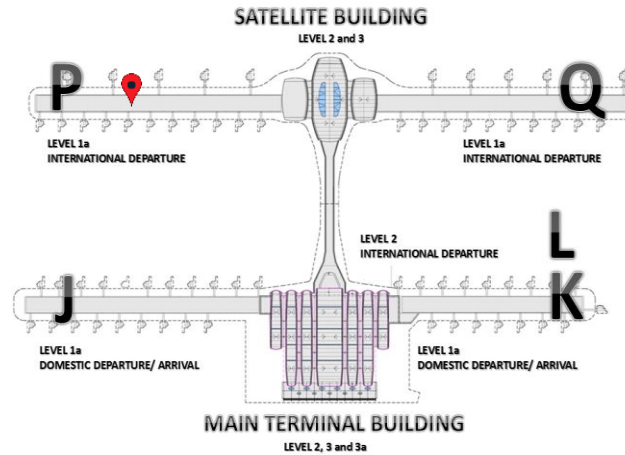 SATELLITE BUILDING
LEVEL 2 and 3
P
Q
LEVEL 1a
INTERNATIONAL DEPARTURE
LEVEL 1a
INTERNATIONAL DEPARTURE
LEVEL 2
INTERNATIONAL DEPARTURE
L
J
K
LEVEL 1a
DOMESTIC DEPARTURE/ ARRIVAL
LEVEL 1a
DOMESTIC DEPARTURE/ ARRIVAL
MAIN TERMINAL BUILDING
LEVEL 2, 3 and 3a